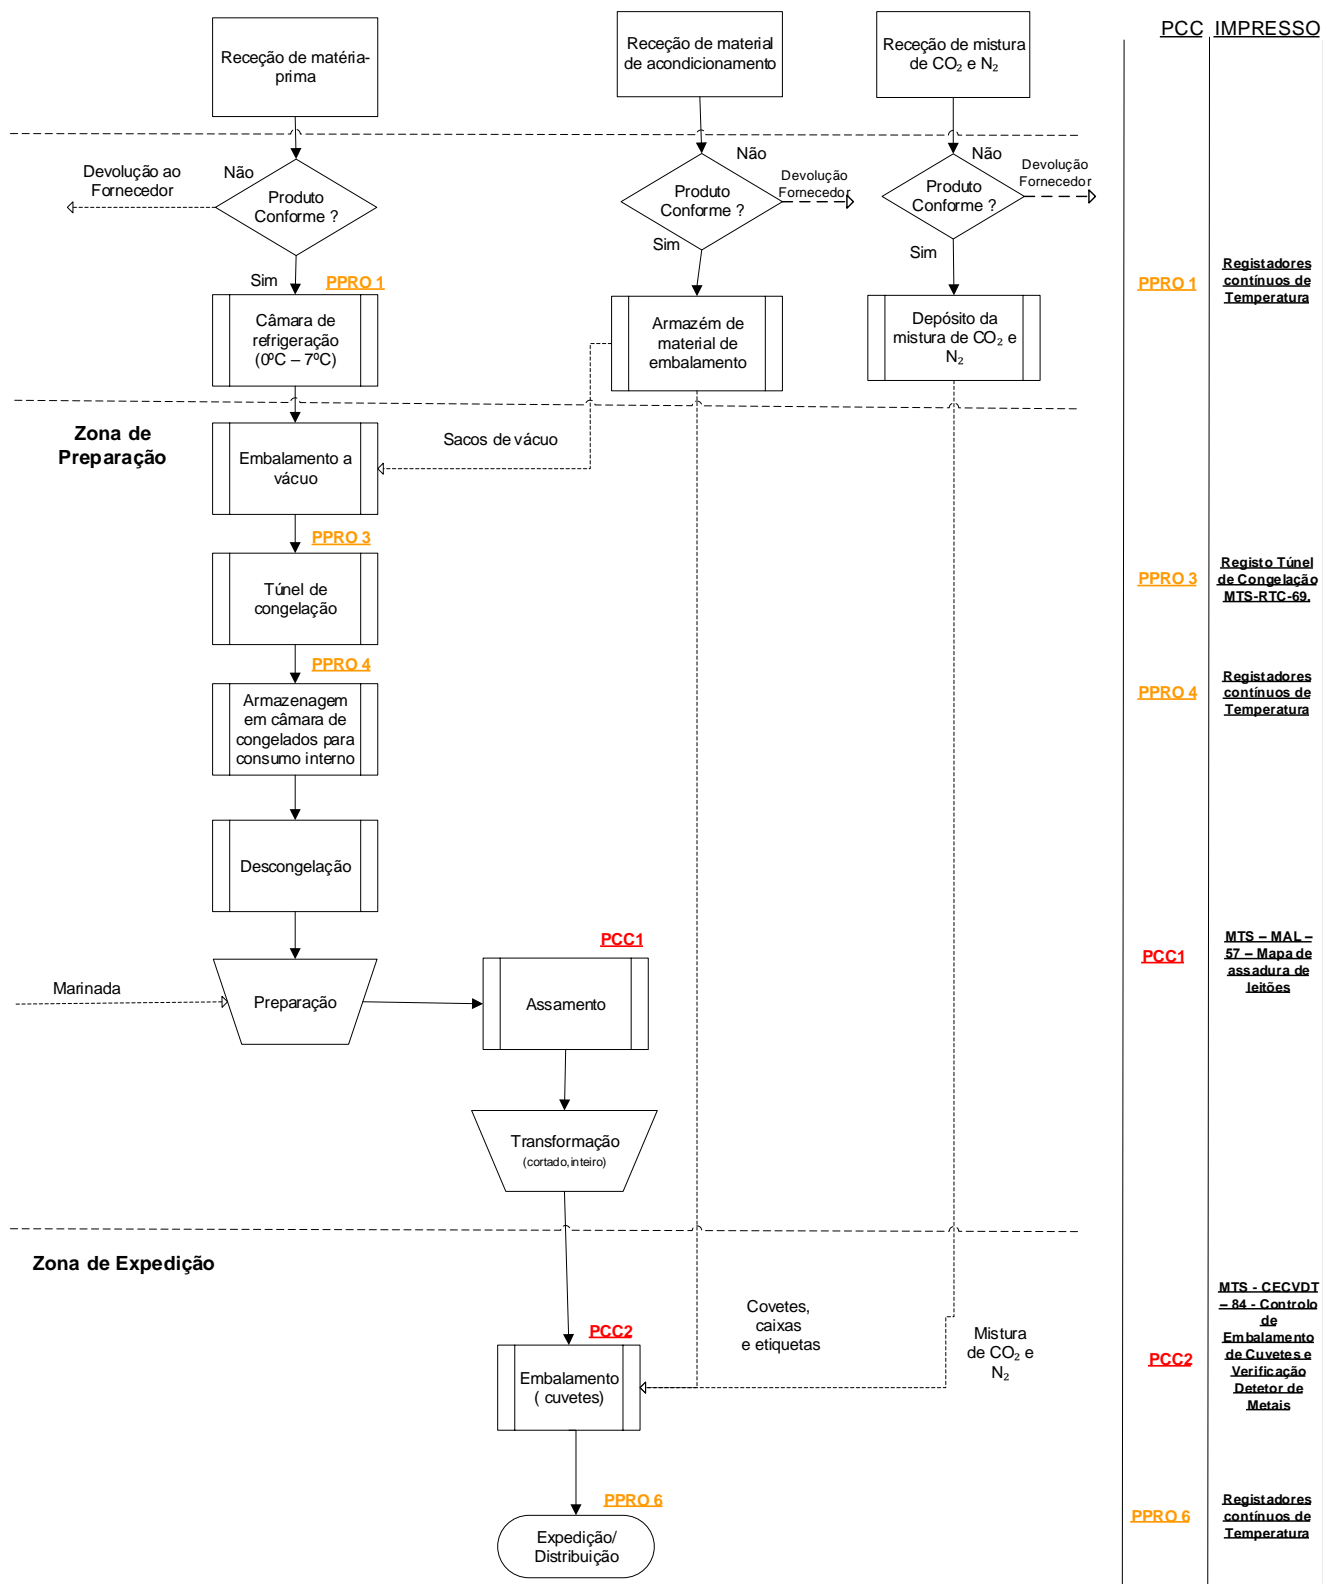 PCC
IMPRESSO
Receção de matéria-
prima
Receção de material
de acondicionamento
Receção de mistura
de CO₂ e N₂
Devolução ao
Fornecedor
Não
Produto
Conforme ?
Sim
Não
Devolução
Fornecedor
Produto
Conforme ?
Sim
Não
Devolução
Fornecedor
Produto
Conforme ?
Sim
PPRO 1
PPRO 1
Registadores
contínuos de
Temperatura
Câmara de
refrigeração
(0ºC – 7ºC)
Armazém de
material de
embalamento
Depósito da
mistura de CO₂ e
N₂
Zona de
Preparação
Sacos de vácuo
Embalamento a
vácuo
PPRO 3
Túnel de
congelação
PPRO 3
Registo Túnel
de Congelação
MTS-RTC-69.
PPRO 4
Armazenagem
em câmara de
congelados para
consumo interno
PPRO 4
Registadores
contínuos de
Temperatura
Descongelação
Marinada
Preparação
PCC1
Assamento
PCC1
MTS – MAL –
57 – Mapa de
assadura de
leitões
Transformação
(cortado,inteiro)
Zona de Expedição
Covetes,
caixas
e etiquetas
Mistura
de CO₂ e
N₂
PCC2
Embalamento
( cuvetes)
PCC2
MTS - CECVDT
– 84 - Controlo
de
Embalamento
de Cuvetes e
Verificação
Detetor de
Metais
PPRO 6
Expedição/
Distribuição
PPRO 6
Registadores
contínuos de
Temperatura